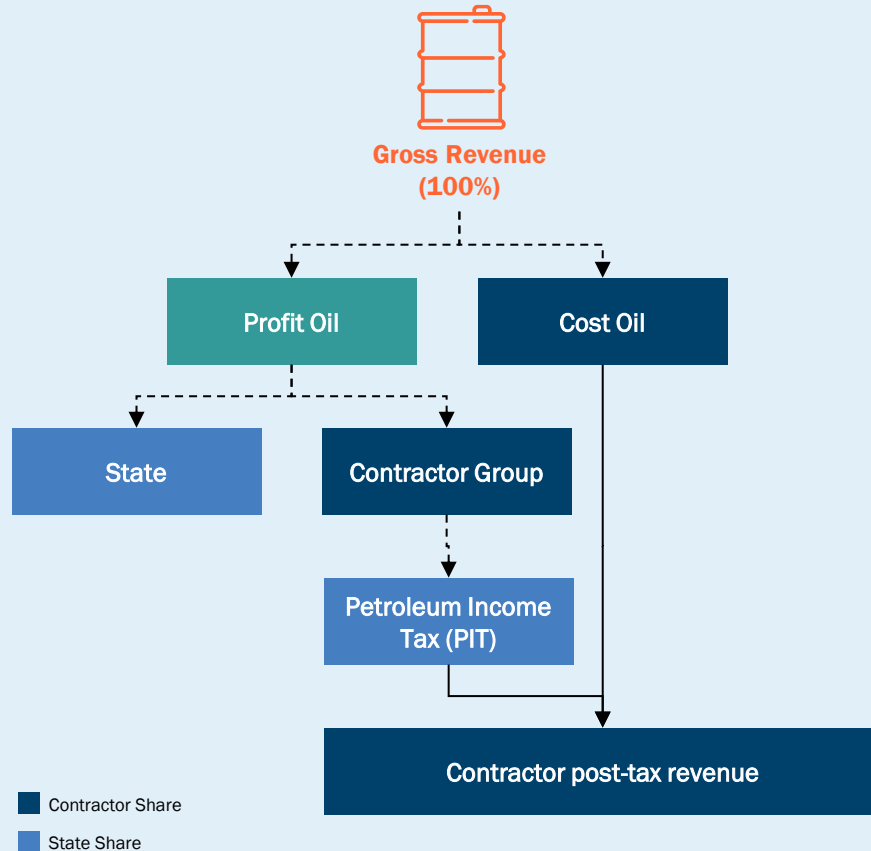 Gross Revenue
(100%)
Profit Oil
Cost Oil
State
Contractor Group
Petroleum Income
Tax (PIT)
Contractor post-tax revenue
Contractor Share
State Share